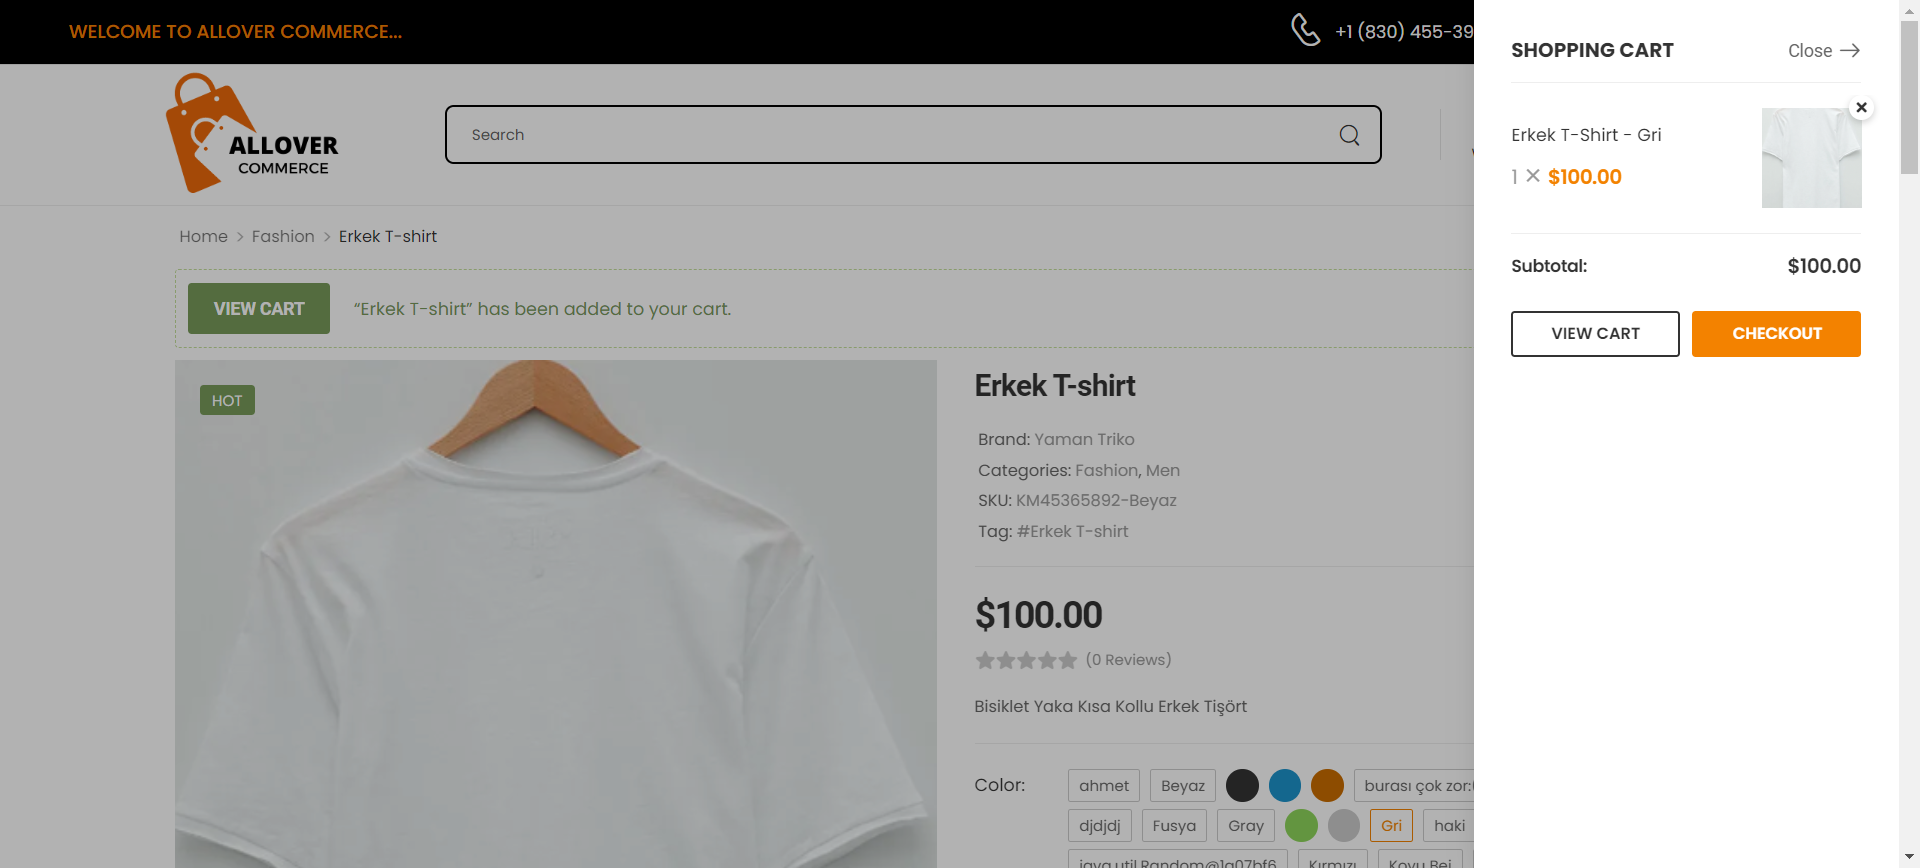 WELCOME TO ALLOVER COMMERCE...
+1 (830) 455-39
ALLOVER
COMMERCE
Search
Home > Fashion > Erkek T-shirt
VIEW CART
“Erkek T-shirt” has been added to your cart.
HOT
Erkek T-shirt
Brand: Yaman Triko
Categories: Fashion, Men
SKU: KM45365892-Beyaz
Tag: #Erkek T-shirt
$100.00
(0 Reviews)
Bisiklet Yaka Kısa Kollu Erkek Tişört
Color:
ahmet Beyaz burası çok zor:
djdjdj Fusya Gray Gri haki
java.util.Random@1a07bf6 Kırmızı Koyu Bej
SHOPPING CART
Close
Erkek T-Shirt - Gri
1 × $100.00
Subtotal: $100.00
VIEW CART
CHECKOUT